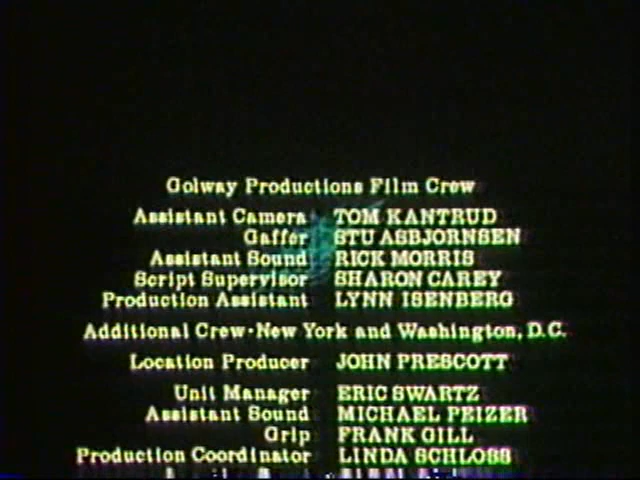 Golway Productions Film Crew
Assistant Camera TOM KANTRUD
Gaffer STU ASBJORNSEN
Assistant Sound RICK MORRIS
Script Supervisor SHARON CAREY
Production Assistant LYNN ISENBERG
Additional Crew-New York and Washington, D.C.
Location Producer JOHN PRESCOTT
Unit Manager ERIC SWARTZ
Assistant Sound MICHAEL PEIZER
Grip FRANK GILL
Production Coordinator LINDA SCHLOSS